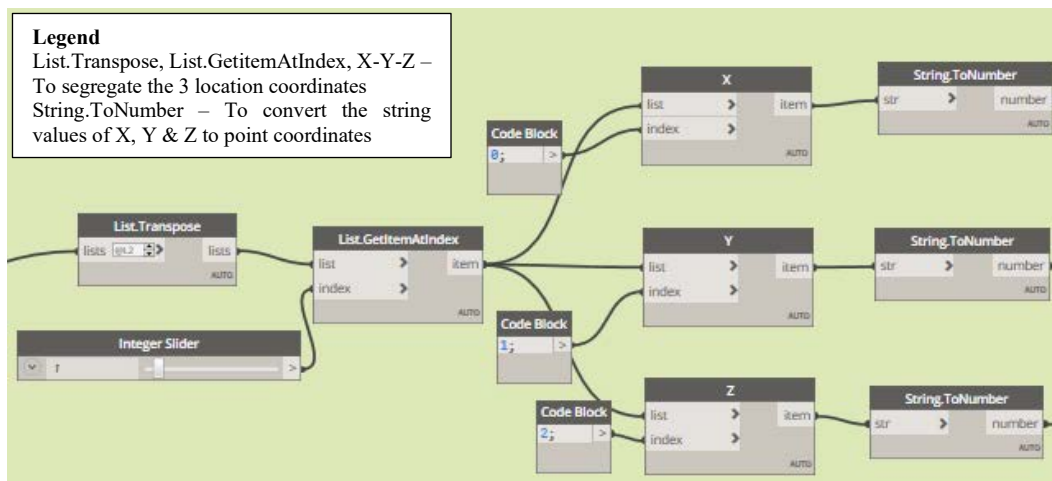 Legend
List.Transpose, List.GetitemAtIndex, X-Y-Z –
To segregate the 3 location coordinates
String.ToNumber – To convert the string
values of X, Y & Z to point coordinates
X
list > item
index >
AUTO
String.ToNumber
str > number
AUTO
Code Block
0; >
List.Transpose
lists @L2 > lists
AUTO
List.GetItemAtIndex
list > item
index >
AUTO
Y
list > item
index >
AUTO
String.ToNumber
str > number
AUTO
Code Block
1; >
Integer Slider
1 >
Z
list > item
index >
AUTO
String.ToNumber
str > number
AUTO
Code Block
2; >